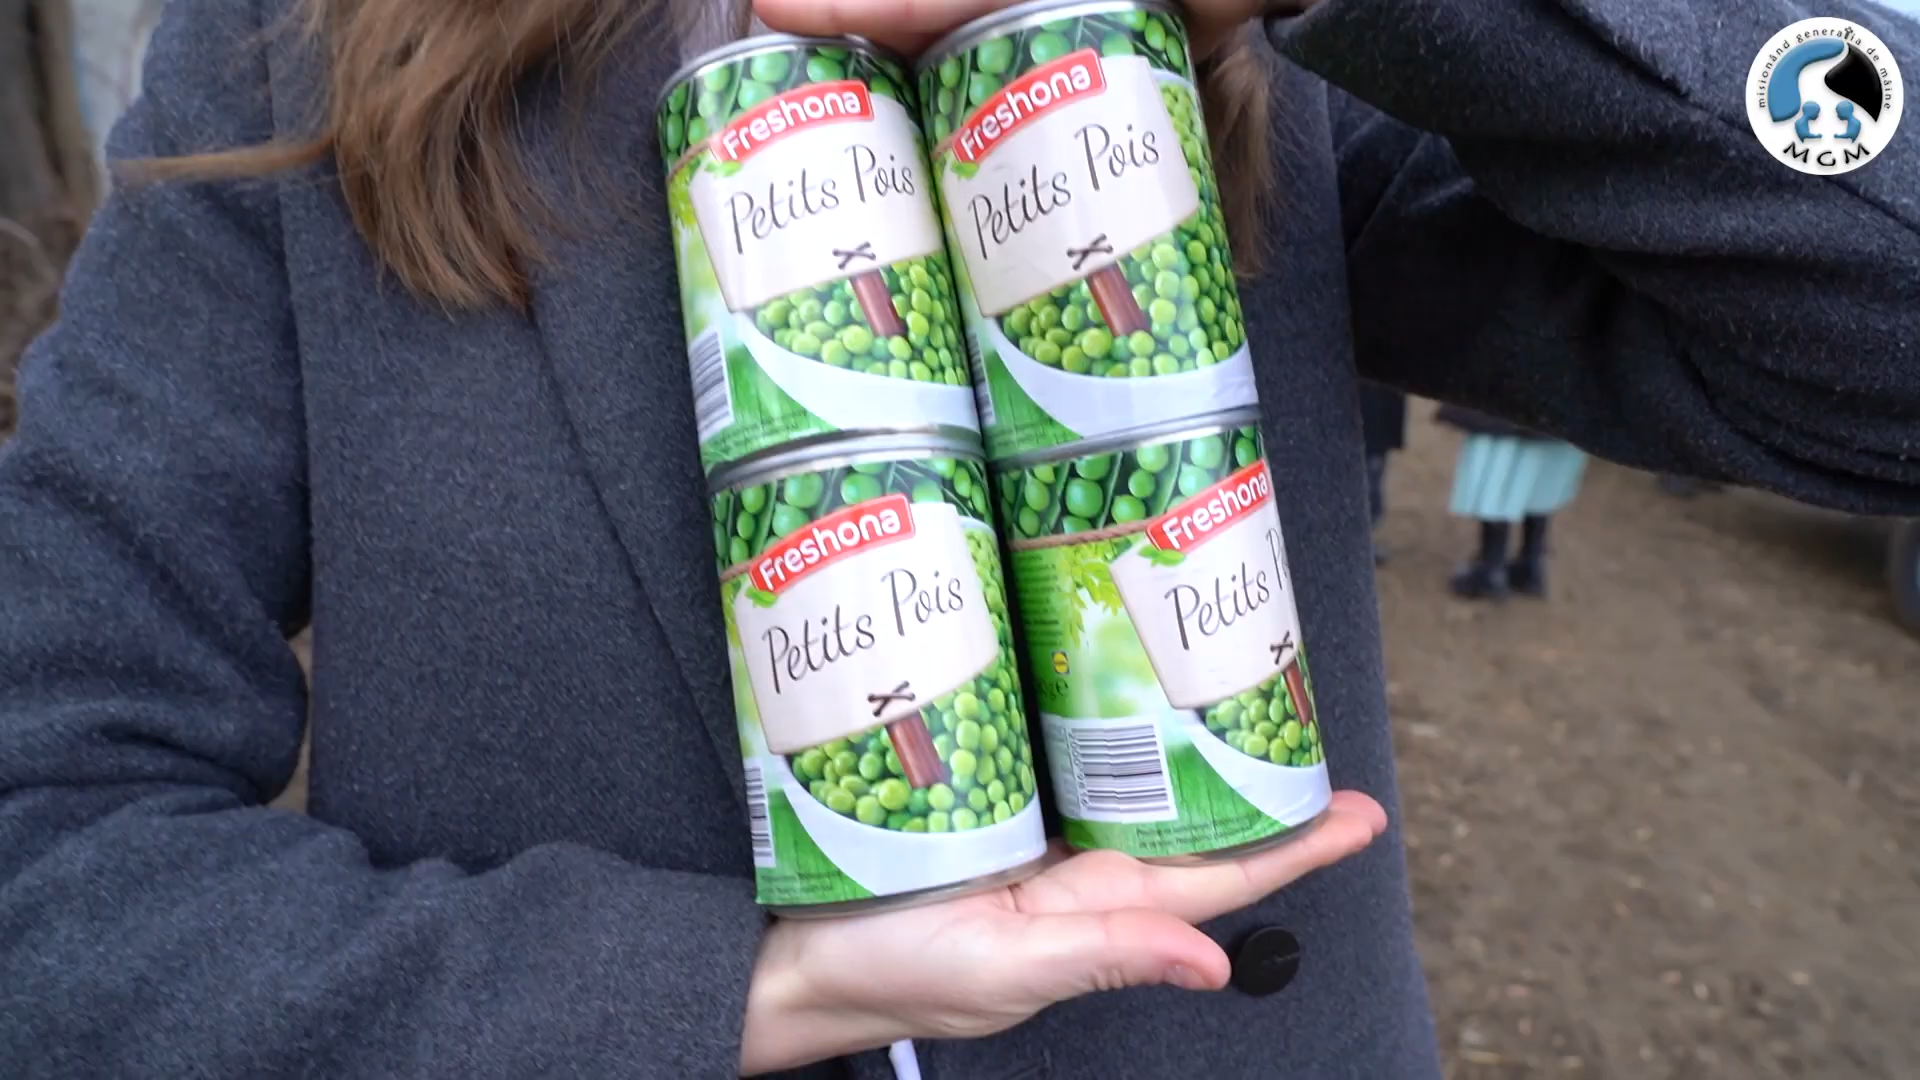 misionând generația de mâine
MGM
Freshona
Petits Pois
Freshona
Petits Pois
Freshona
Petits Pois
Freshona
Petits